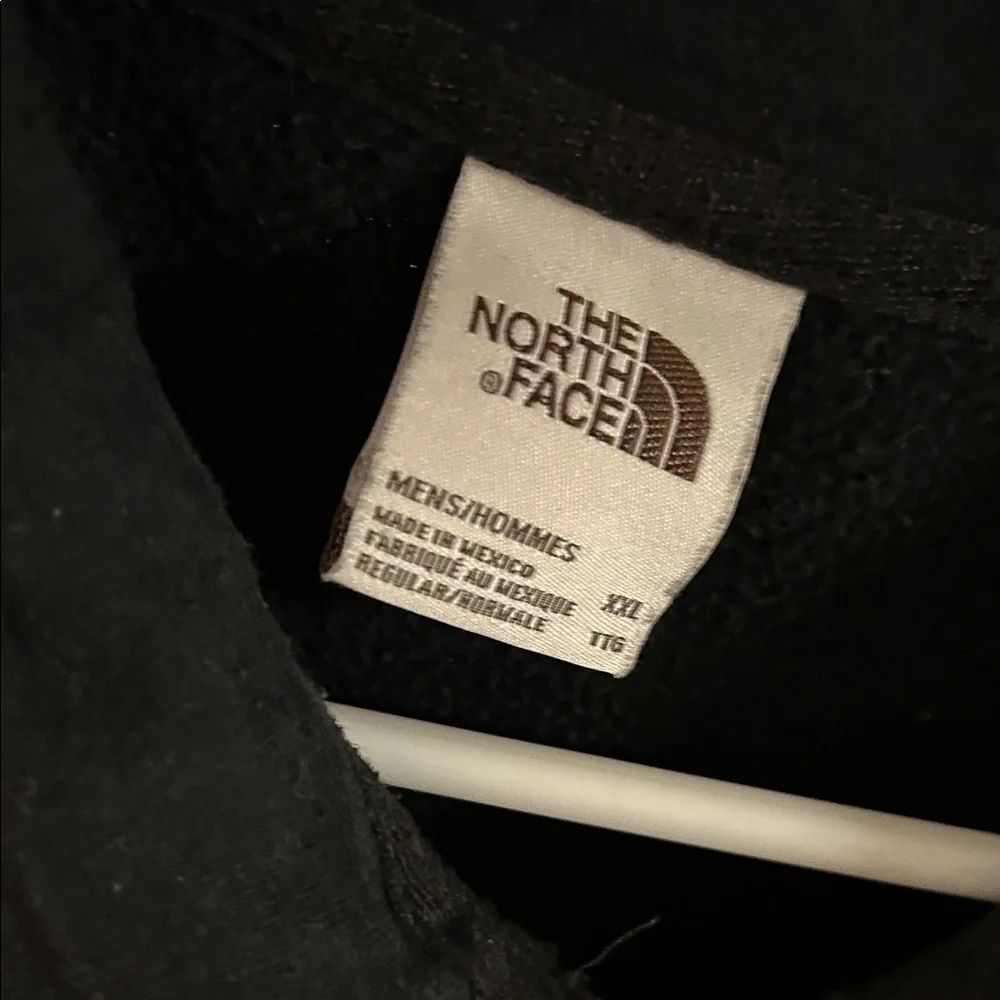 THE
NORTH
® FACE
MENS/HOMMES
MADE IN MEXICO
FABRIQUÉ AU MEXIQUE XXL
REGULAR/NORMALE TTG